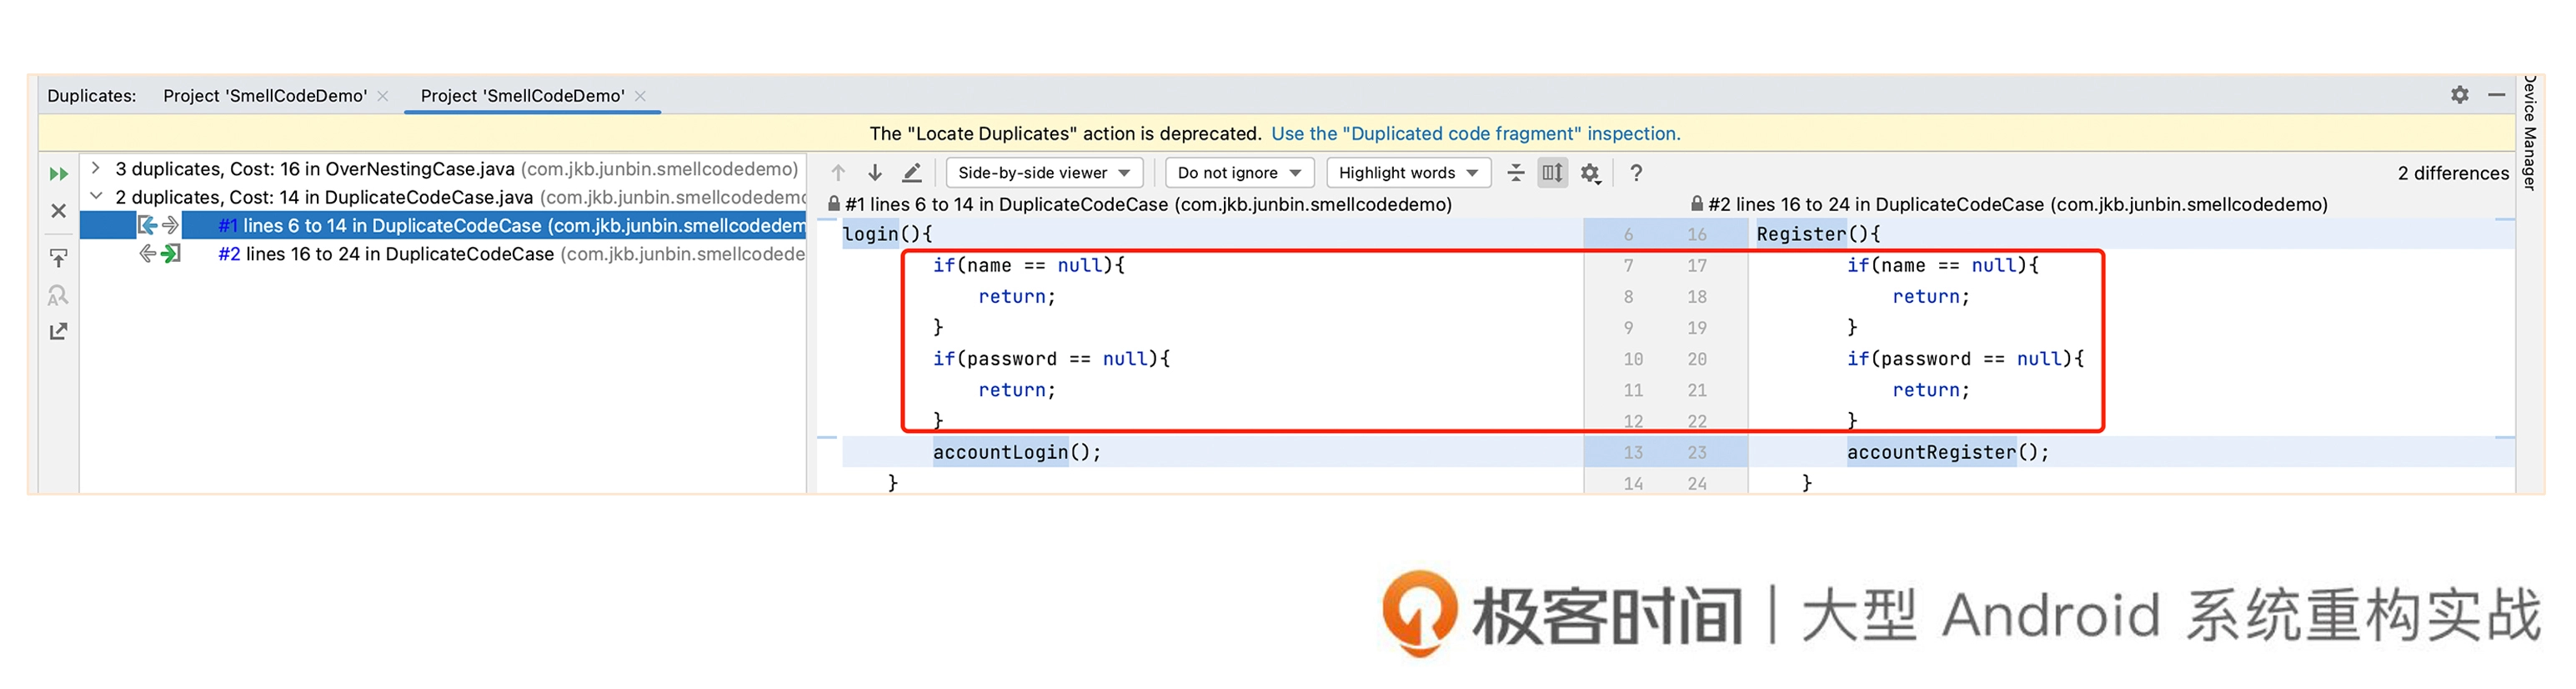 Duplicates: Project 'SmellCodeDemo' Project 'SmellCodeDemo'
Device Manager
The "Locate Duplicates" action is deprecated. Use the "Duplicated code fragment" inspection.
3 duplicates, Cost: 16 in OverNestingCase.java (com.jkb.junbin.smellcodedemo)
2 duplicates, Cost: 14 in DuplicateCodeCase.java (com.jkb.junbin.smellcodedemo
#1 lines 6 to 14 in DuplicateCodeCase (com.jkb.junbin.smellcodedem
#2 lines 16 to 24 in DuplicateCodeCase (com.jkb.junbin.smellcodede
Side-by-side viewer Do not ignore Highlight words ? 2 differences
#1 lines 6 to 14 in DuplicateCodeCase (com.jkb.junbin.smellcodedemo) #2 lines 16 to 24 in DuplicateCodeCase (com.jkb.junbin.smellcodedemo)
login(){ 6 16 Register(){
if(name == null){ 7 17 if(name == null){
return; 8 18 return;
} 9 19 }
if(password == null){ 10 20 if(password == null){
return; 11 21 return;
} 12 22 }
accountLogin(); 13 23 accountRegister();
} 14 24 }
极客时间 | 大型 Android 系统重构实战